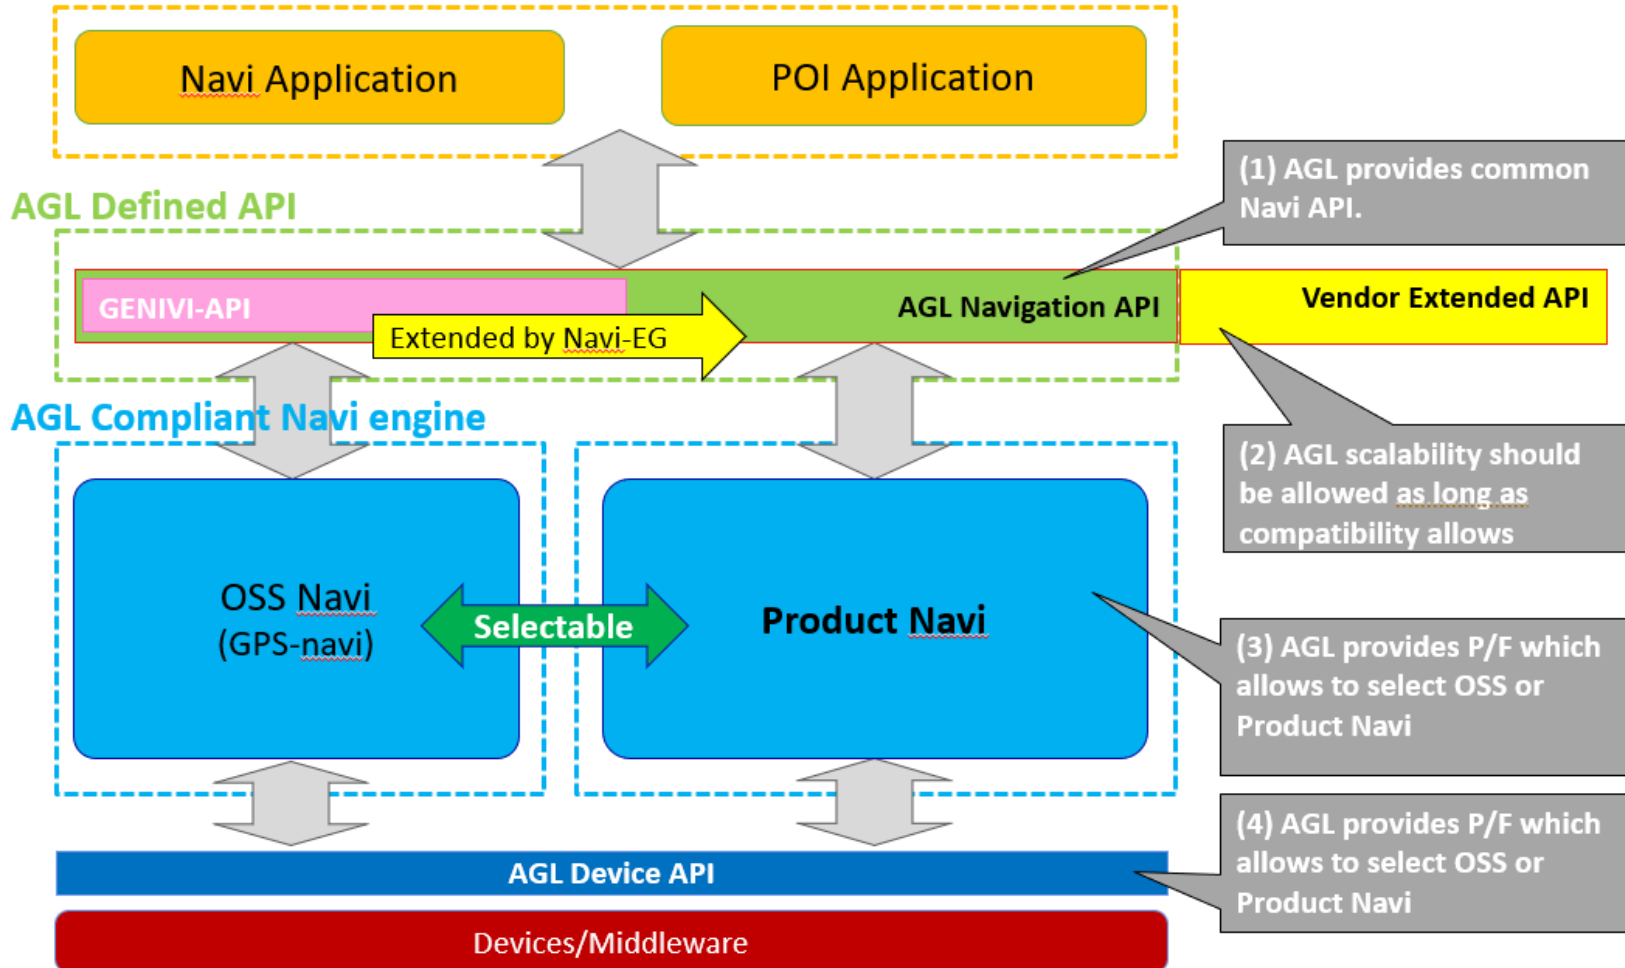 Navi Application
POI Application
(1) AGL provides common
Navi API.
AGL Defined API
GENIVI-API
AGL Navigation API
Vendor Extended API
Extended by Navi-EG
AGL Compliant Navi engine
(2) AGL scalability should
be allowed as long as
compatibility allows
OSS Navi
(GPS-navi)
Selectable
Product Navi
(3) AGL provides P/F which
allows to select OSS or
Product Navi
(4) AGL provides P/F which
allows to select OSS or
Product Navi
AGL Device API
Devices/Middleware